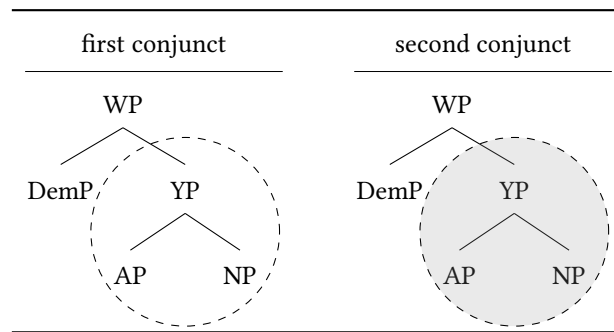 first conjunct second conjunct
WP WP
DemP YP DemP YP
AP NP AP NP